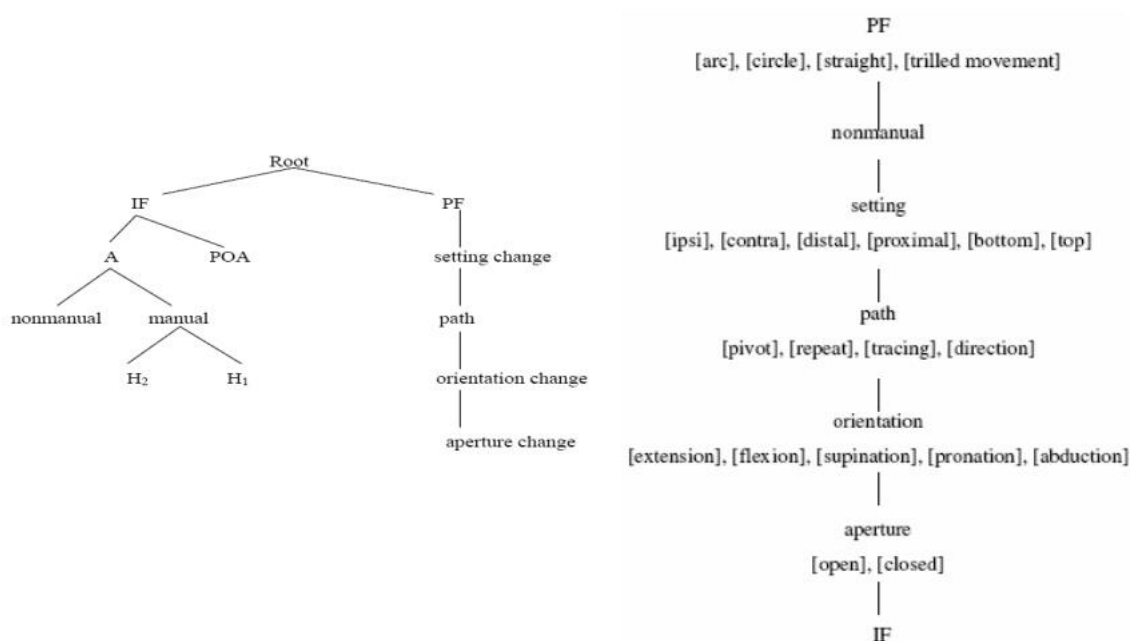 Root
IF PF
A POA setting change
nonmanual manual path
H₂ H₁ orientation change
aperture change
PF
[arc], [circle], [straight], [trilled movement]
nonmanual
setting
[ipsi], [contra], [distal], [proximal], [bottom], [top]
path
[pivot], [repeat], [tracing], [direction]
orientation
[extension], [flexion], [supination], [pronation], [abduction]
aperture
[open], [closed]
IF